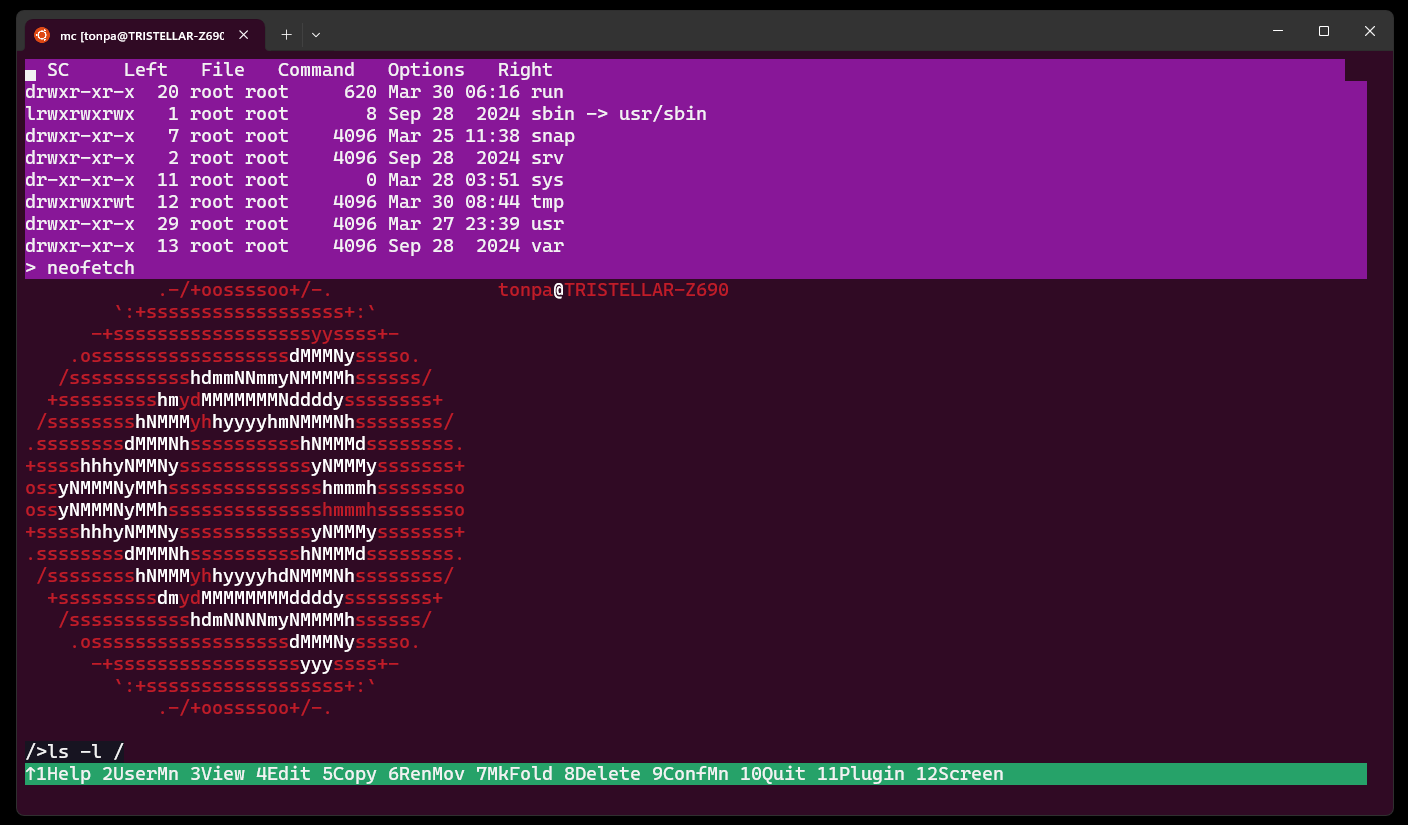 mc [tonpa@TRISTELLAR-Z690
SC     Left   File   Command   Options   Right
drwxr-xr-x  20 root root     620 Mar 30 06:16 run
lrwxrwxrwx   1 root root       8 Sep 28  2024 sbin -> usr/sbin
drwxr-xr-x   7 root root    4096 Mar 25 11:38 snap
drwxr-xr-x   2 root root    4096 Sep 28  2024 srv
dr-xr-xr-x  11 root root       0 Mar 28 03:51 sys
drwxrwxrwt  12 root root    4096 Mar 30 08:44 tmp
drwxr-xr-x  29 root root    4096 Mar 27 23:39 usr
drwxr-xr-x  13 root root    4096 Sep 28  2024 var
> neofetch
            .-/+oossssoo+/-.               tonpa@TRISTELLAR-Z690
        `:+ssssssssssssssssss+:`
      -+ssssssssssssssssssyyssss+-
    .ossssssssssssssssssdMMMNysssso.
   /ssssssssssshdmmNNmmyNMMMMhssssss/
  +ssssssssshmydMMMMMMMNddddyssssssss+
 /sssssssshNMMMyhhyyyyhmNMMMNhssssssss/
.ssssssssdMMMNhsssssssssshNMMMdssssssss.
+sssshhhyNMMNyssssssssssssyNMMMysssssss+
ossyNMMMNyMMhsssssssssssssshmmmhssssssso
ossyNMMMNyMMhsssssssssssssshmmmhssssssso
+sssshhhyNMMNyssssssssssssyNMMMysssssss+
.ssssssssdMMMNhsssssssssshNMMMdssssssss.
 /sssssssshNMMMyhhyyyyhdNMMMNhssssssss/
  +sssssssssdmydMMMMMMMMddddyssssssss+
   /ssssssssssshdmNNNNmyNMMMMhssssss/
    .ossssssssssssssssssdMMMNysssso.
      -+sssssssssssssssssyyyssss+-
        `:+ssssssssssssssssss+:`
            .-/+oossssoo+/-.
/>ls -l /
↑1Help 2UserMn 3View 4Edit 5Copy 6RenMov 7MkFold 8Delete 9ConfMn 10Quit 11Plugin 12Screen